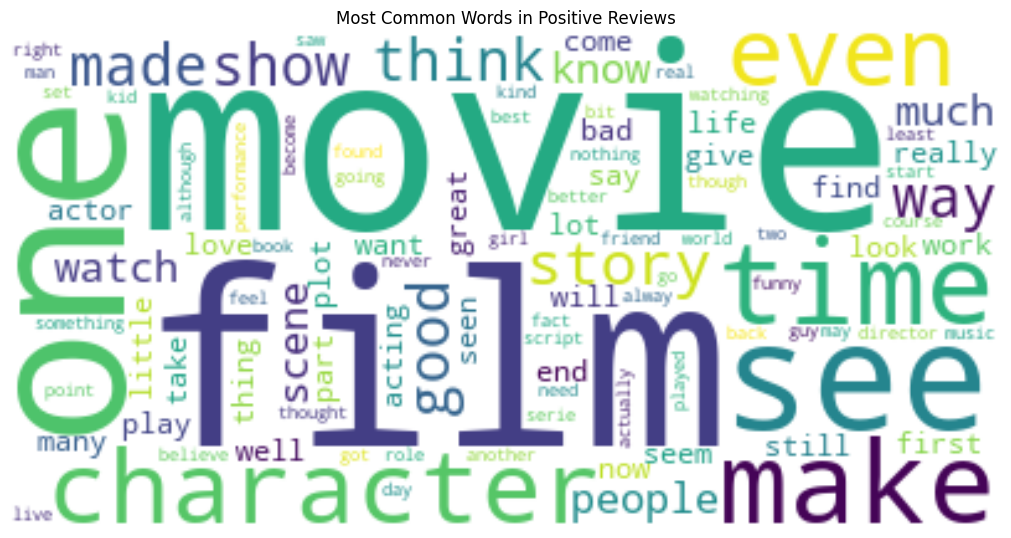 Most Common Words in Positive Reviews
right
man
made
show
saw
think
come
know
real
even
set
kid
kind
best
bit
bad
watching
life
much
least
really
one
movie
although
performance
become
found
going
great
nothing
say
better
give
though
find
start
way
actor
love
book
want
plot
girl
lot
friend
world
two
course
look
work
watch
never
story
time
feel
will
alway
go
funny
something
little
take
film
scene
part
acting
good
seen
fact
script
guy
may
back
director
music
point
thing
thought
end
need
serie
actually
played
see
many
play
well
believe
got
role
another
now
seem
still
first
live
character
day
people
make